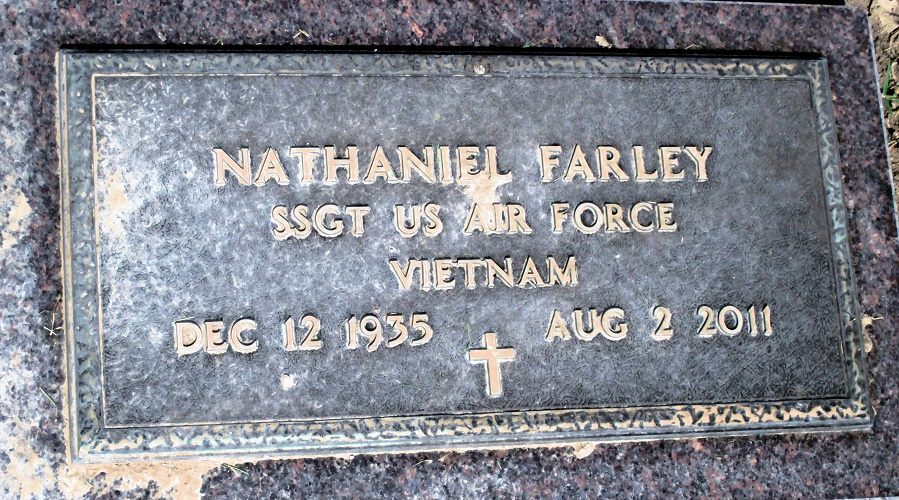 NATHANIEL FARLEY
SSGT US AIR FORCE
VIETNAM
DEC 12 1935 AUG 2 2011